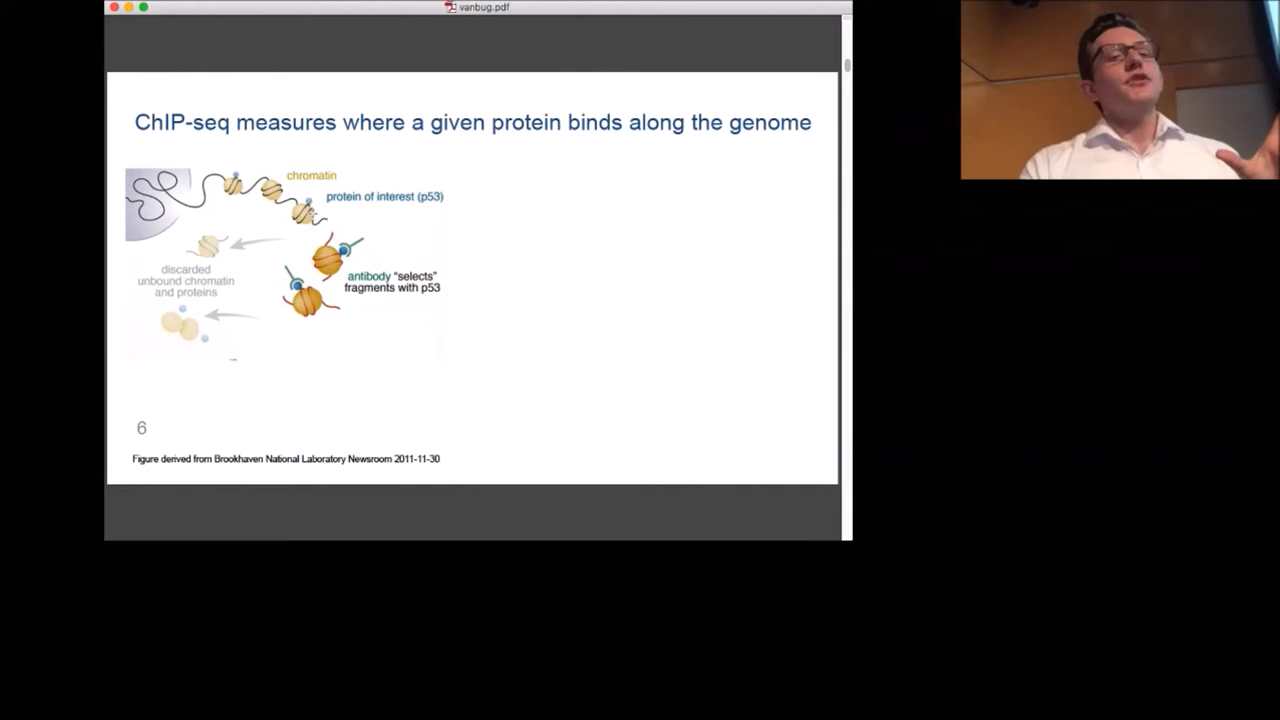 vanbug.pdf
ChIP-seq measures where a given protein binds along the genome
chromatin
protein of interest (p53)
discarded
unbound chromatin
and proteins
antibody “selects”
fragments with p53
6
Figure derived from Brookhaven National Laboratory Newsroom 2011-11-30